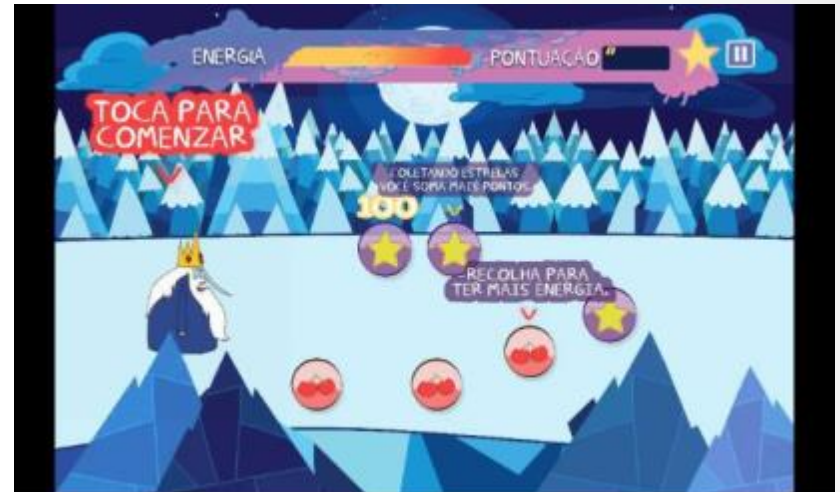 ENERGIA
PONTUAÇÃO
TOCA PARA
COMENZAR
COLETANDO ESTRELAS
VOCÊ SOMA MAIS PONTOS
100
RECOLHA PARA
TER MAIS ENERGIA.